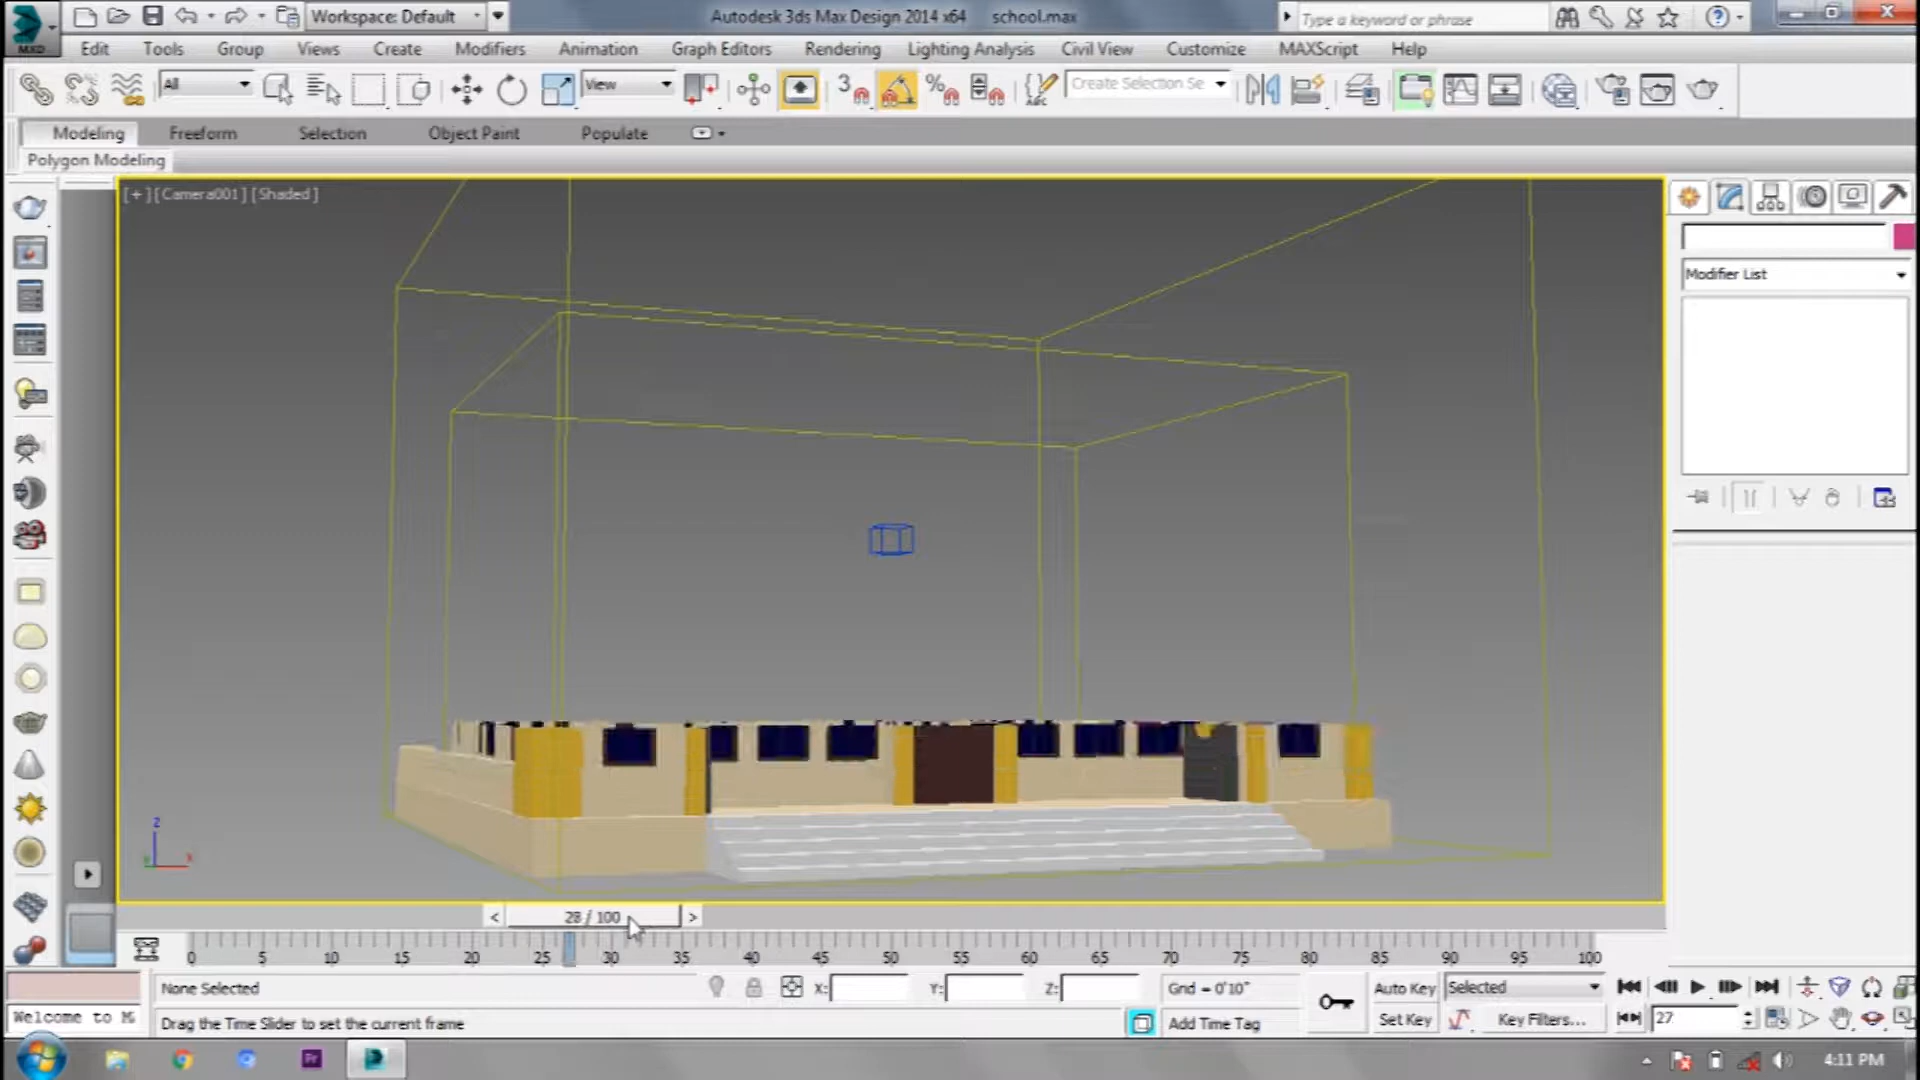 Workspace: Default
Autodesk 3ds Max Design 2014 x64 school.max
Type a keyword or phrase
MXD
Edit Tools Group Views Create Modifiers Animation Graph Editors Rendering Lighting Analysis Civil View Customize MAXScript Help
All
View
3
%
ABC
Create Selection Se
Modeling Freeform Selection Object Paint Populate
Polygon Modeling
[+][Camera001][Shaded]
Modifier List
z
x
< 28 / 100 >
0 5 10 15 20 25 30 35 40 45 50 55 60 65 70 75 80 85 90 95 100
None Selected
X: Y: Z: Grid = 0'10"
Auto Key Selected
Welcome to M
Drag the Time Slider to set the current frame
Add Time Tag
Set Key Key Filters...
27
Pr
4:11 PM